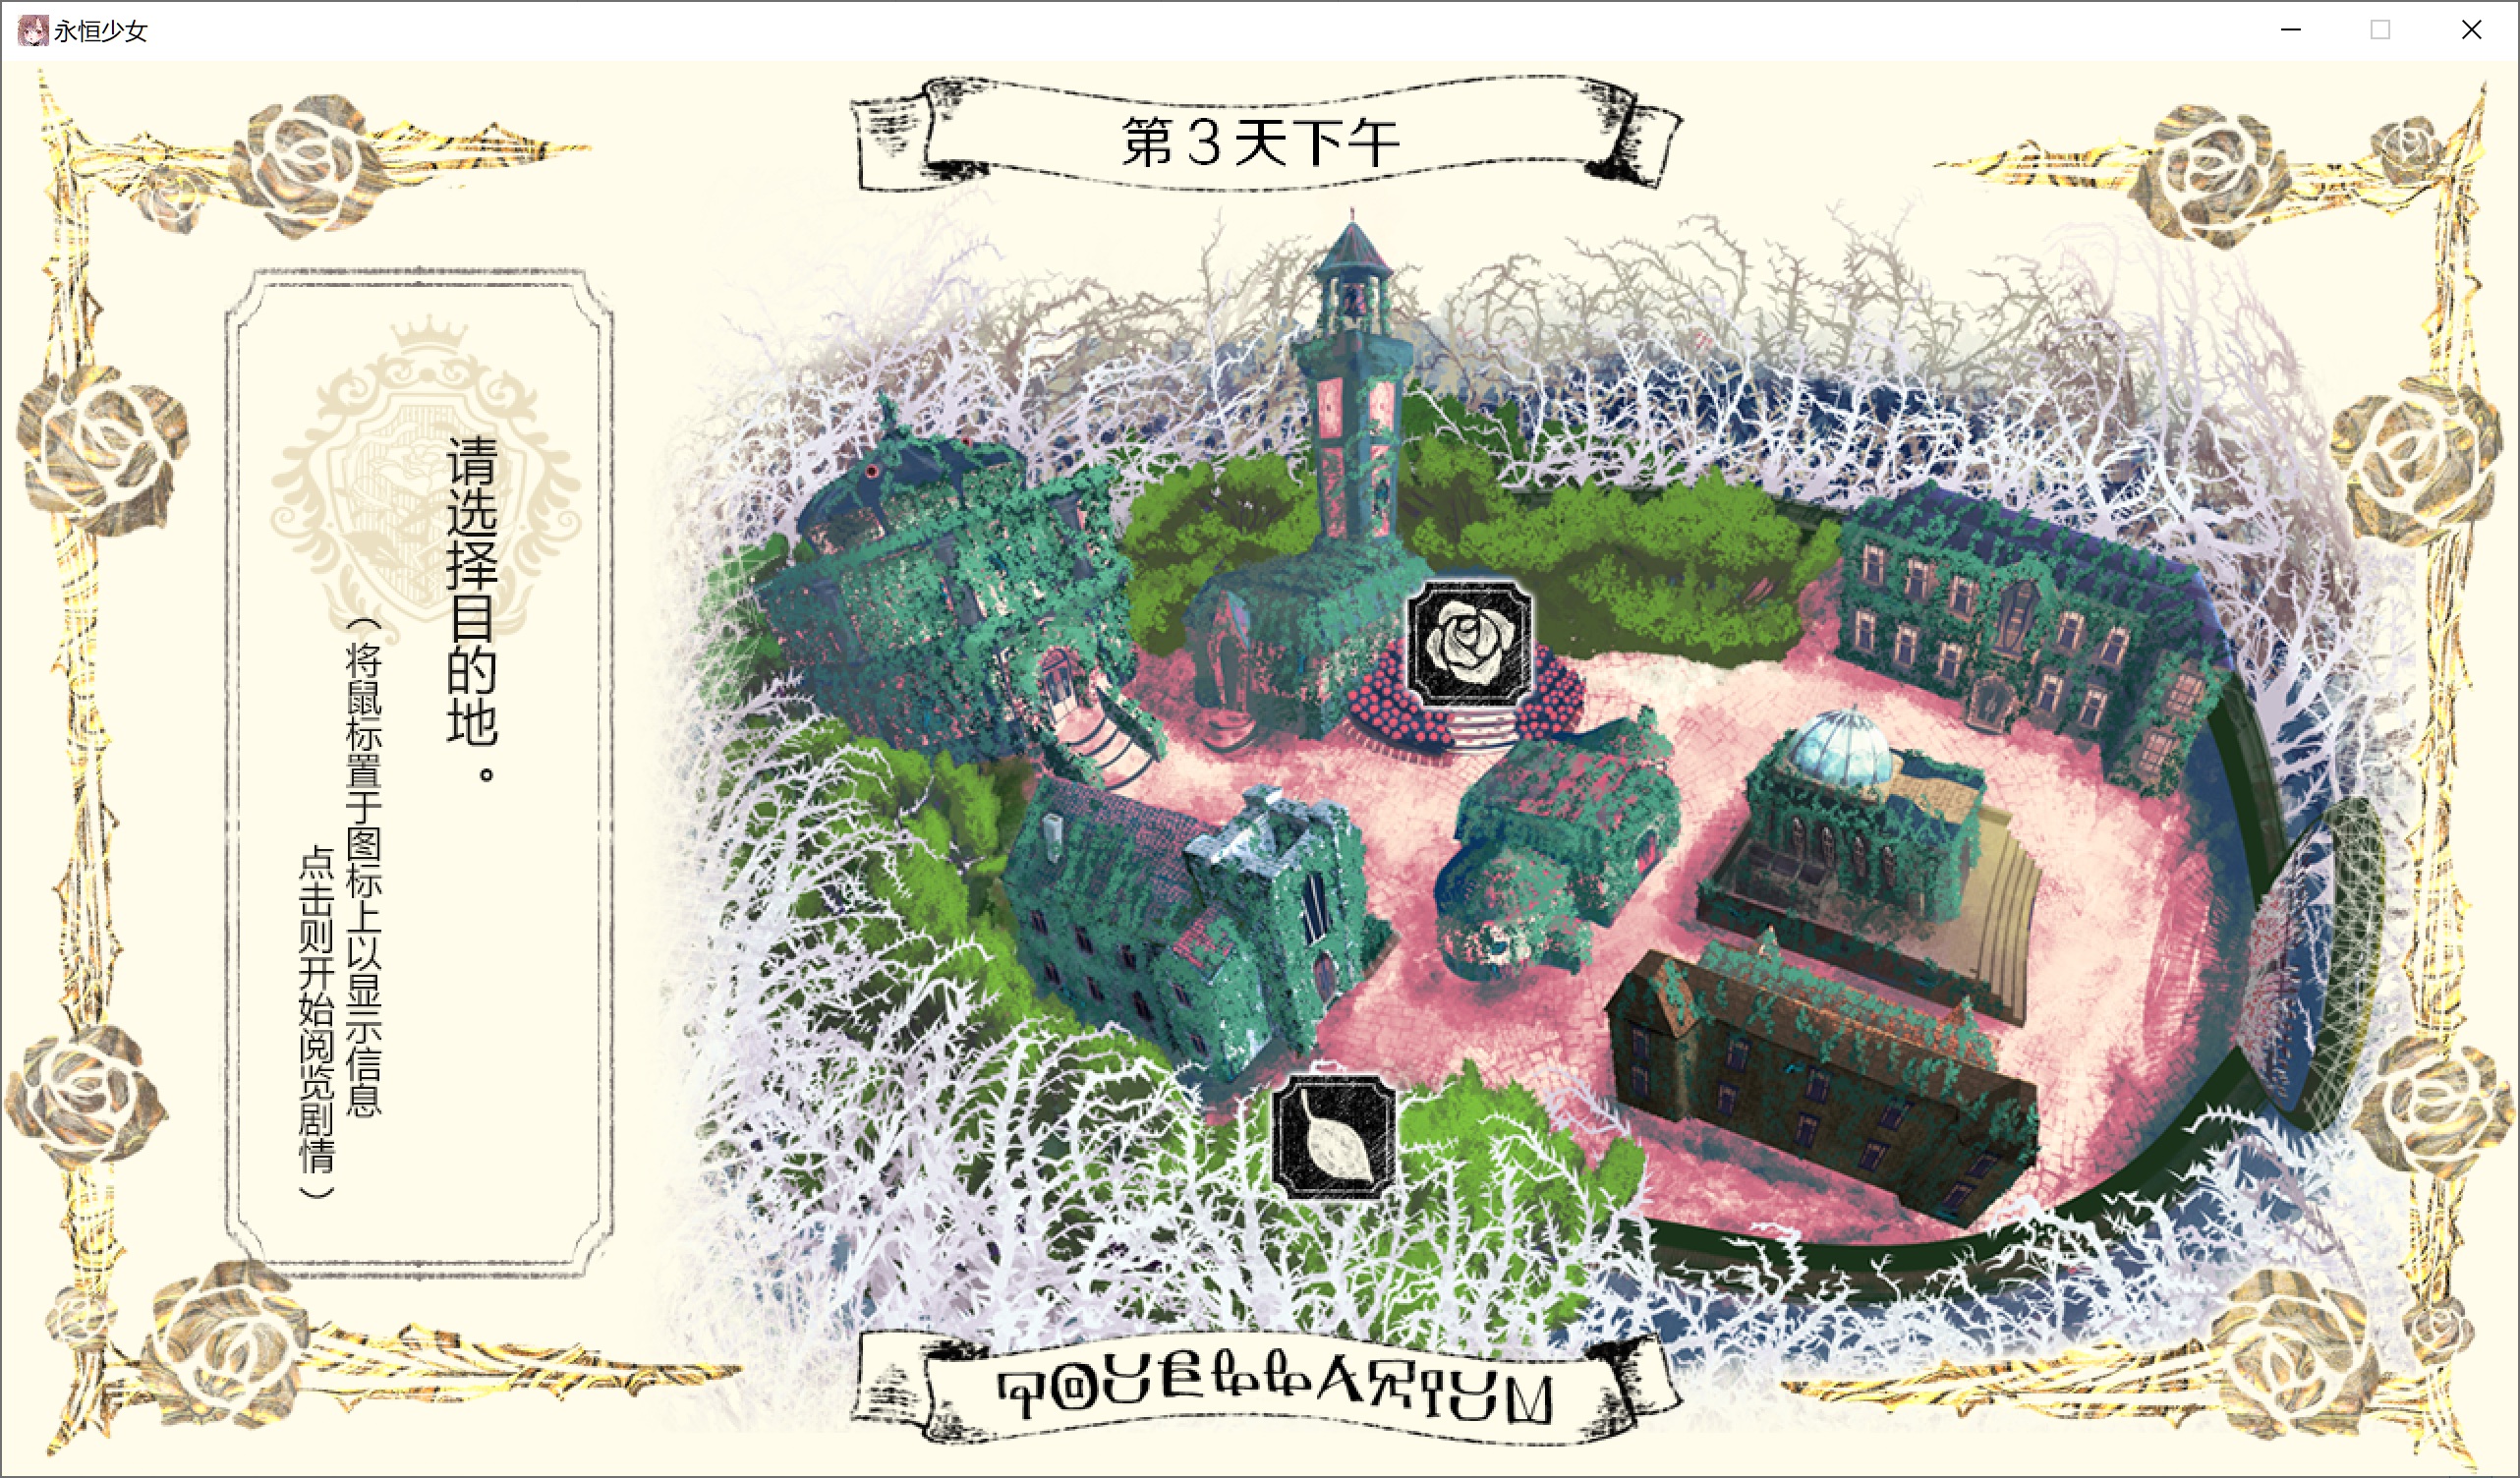 永恒少女
第3天下午
请选择目的地。
（将鼠标置于图标上以显示信息
点击则开始阅览剧情）